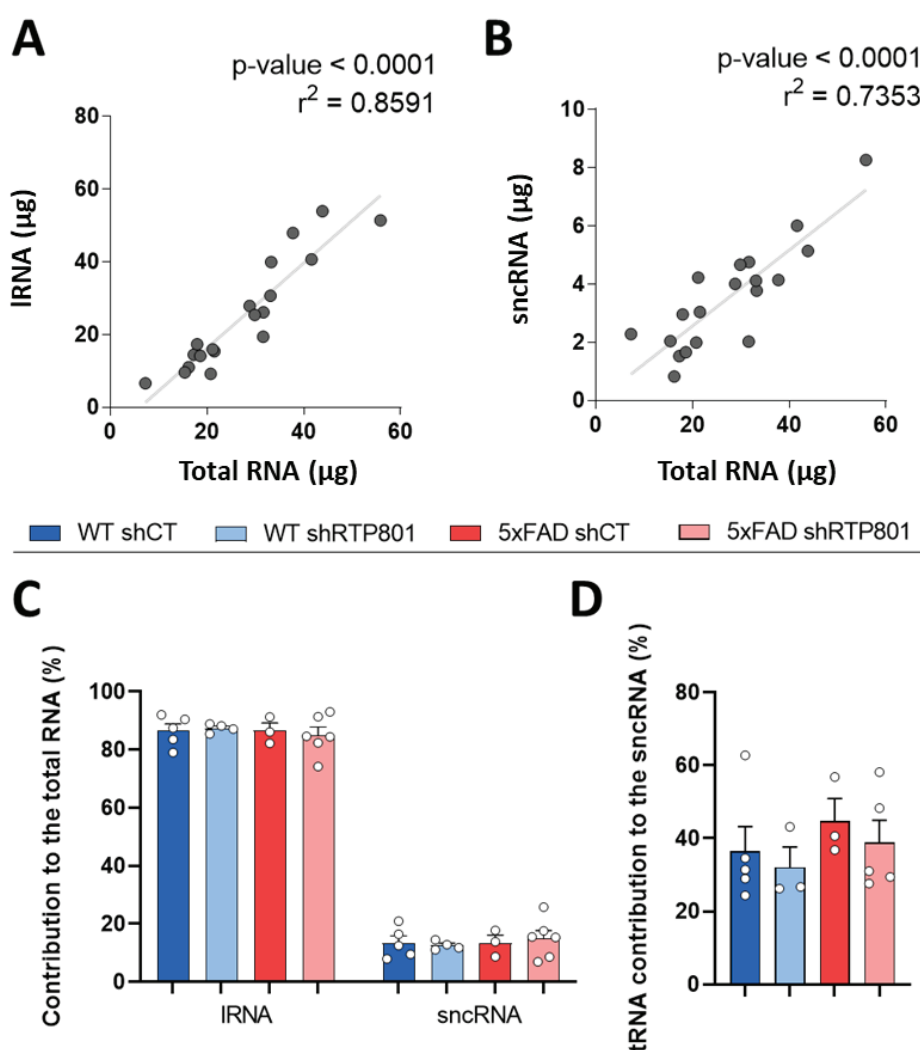 A
p-value < 0.0001
r² = 0.8591
80
60
40
20
0
0 20 40 60
lRNA (µg)
Total RNA (µg)
B
p-value < 0.0001
r² = 0.7353
10
8
6
4
2
0
0 20 40 60
sncRNA (µg)
Total RNA (µg)
WT shCT WT shRTP801 5xFAD shCT 5xFAD shRTP801
C
Contribution to the total RNA (%)
100
80
60
40
20
0
lRNA sncRNA
D
tRNA contribution to the sncRNA (%)
80
60
40
20
0